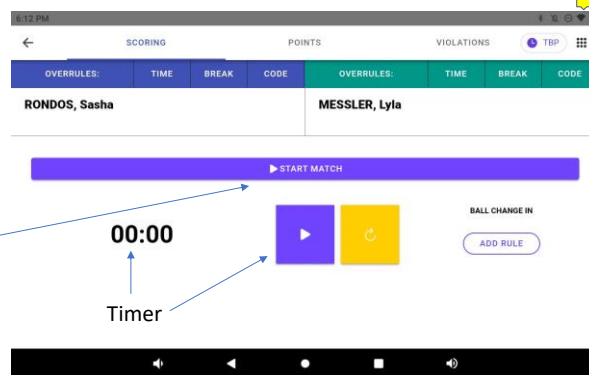 6:12 PM
SCORING POINTS VIOLATIONS TBP
OVERRULES: TIME BREAK CODE OVERRULES: TIME BREAK CODE
RONDOS, Sasha MESSLER, Lyla
START MATCH
BALL CHANGE IN
00:00 ADD RULE
Timer